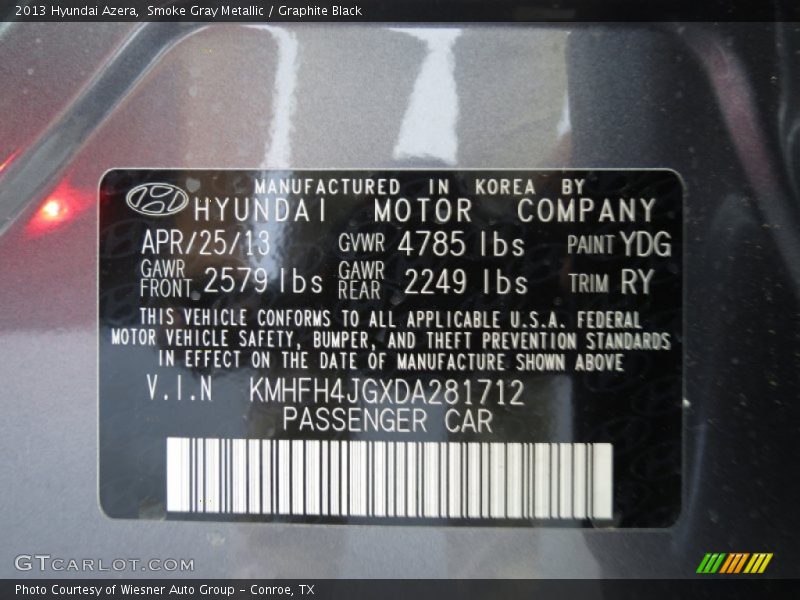 2013 Hyundai Azera, Smoke Gray Metallic / Graphite Black
MANUFACTURED IN KOREA BY
HYUNDAI MOTOR COMPANY
APR/25/13 GVWR 4785 lbs PAINT YDG
GAWR FRONT 2579 lbs GAWR REAR 2249 lbs TRIM RY
THIS VEHICLE CONFORMS TO ALL APPLICABLE U.S.A. FEDERAL
MOTOR VEHICLE SAFETY, BUMPER, AND THEFT PREVENTION STANDARDS
IN EFFECT ON THE DATE OF MANUFACTURE SHOWN ABOVE
V.I.N KMHFH4JGXDA281712
PASSENGER CAR
GTCARLOT.COM
Photo Courtesy of Wiesner Auto Group - Conroe, TX